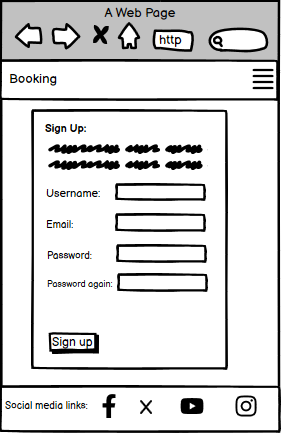 A Web Page
http
Booking
Sign Up:
Username:
Email:
Password:
Password again:
Sign up
Social media links: